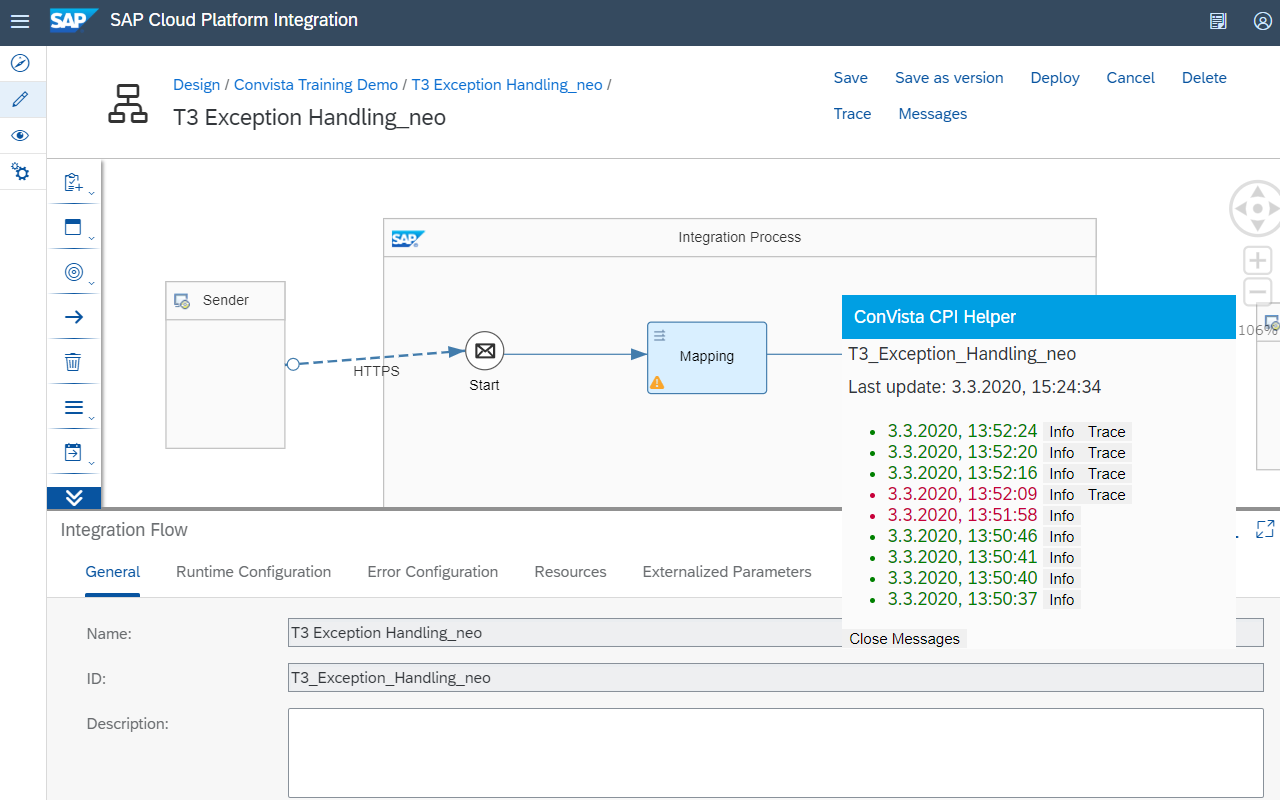 SAP SAP Cloud Platform Integration
Design / Convista Training Demo / T3 Exception Handling_neo /
T3 Exception Handling_neo
Save Save as version Deploy Cancel Delete
Trace Messages
SAP Integration Process
Sender
HTTPS
Start
Mapping
106%
ConVista CPI Helper
T3_Exception_Handling_neo
Last update: 3.3.2020, 15:24:34
3.3.2020, 13:52:24 Info Trace
3.3.2020, 13:52:20 Info Trace
3.3.2020, 13:52:16 Info Trace
3.3.2020, 13:52:09 Info Trace
3.3.2020, 13:51:58 Info
3.3.2020, 13:50:46 Info
3.3.2020, 13:50:41 Info
3.3.2020, 13:50:40 Info
3.3.2020, 13:50:37 Info
Close Messages
Integration Flow
General Runtime Configuration Error Configuration Resources Externalized Parameters
Name: T3 Exception Handling_neo
ID: T3_Exception_Handling_neo
Description: